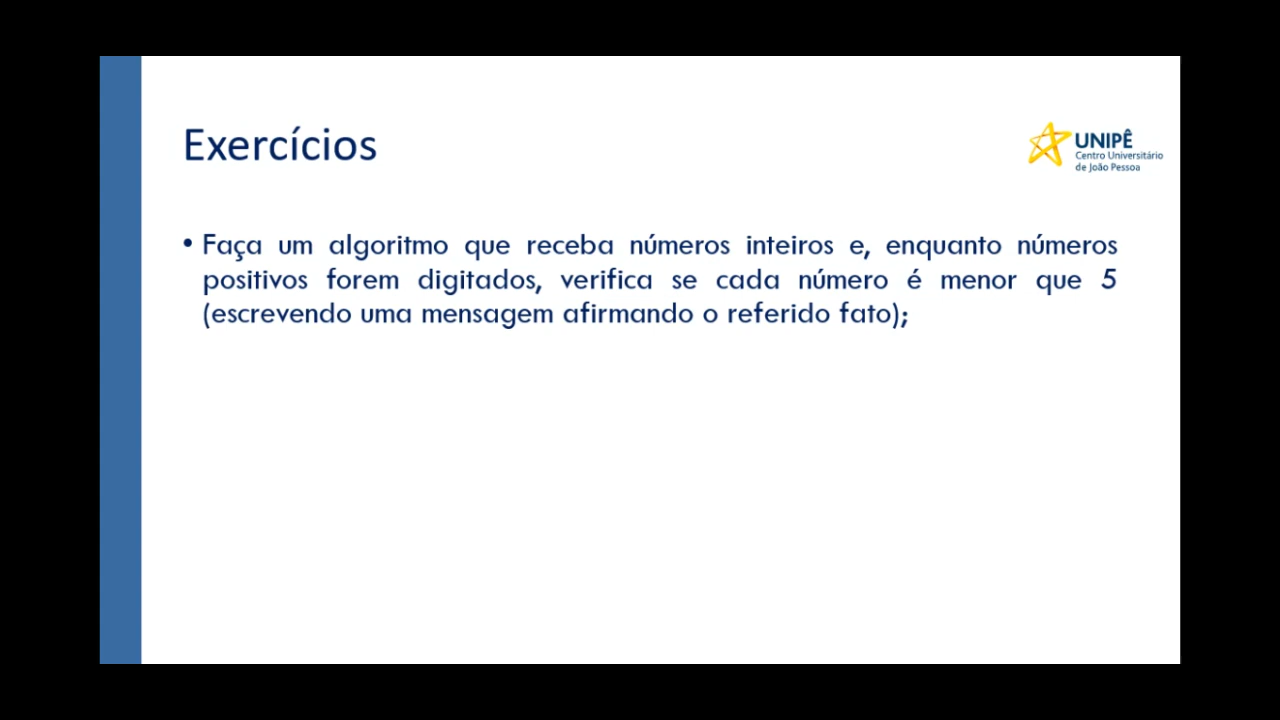 Exercícios
UNIPÊ
Centro Universitário
de João Pessoa
• Faça um algoritmo que receba números inteiros e, enquanto números
positivos forem digitados, verifica se cada número é menor que 5
(escrevendo uma mensagem afirmando o referido fato);